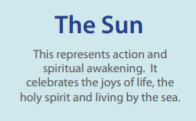 The Sun
This represents action and
spiritual awakening.  It
celebrates the joys of life, the
holy spirit and living by the sea.